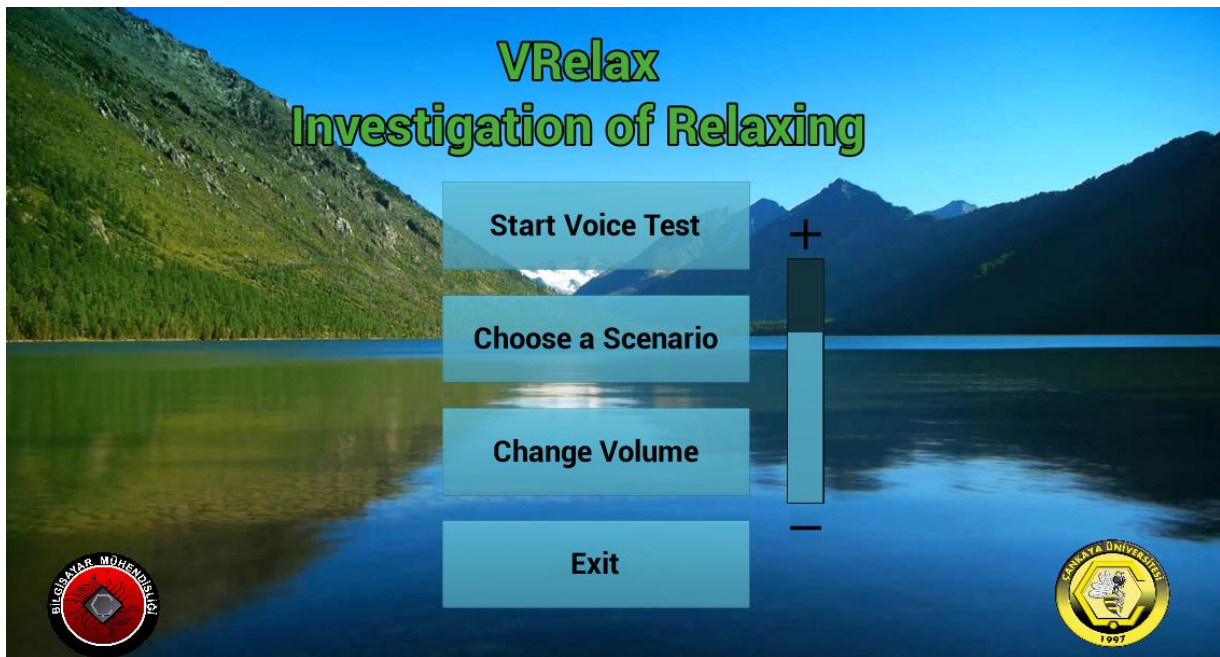 VRelax
Investigation of Relaxing
Start Voice Test
+
Choose a Scenario
Change Volume
−
Exit
BİLGİSAYAR MÜHENDİSLİĞİ
ÇANKAYA ÜNİVERSİTESİ
1997